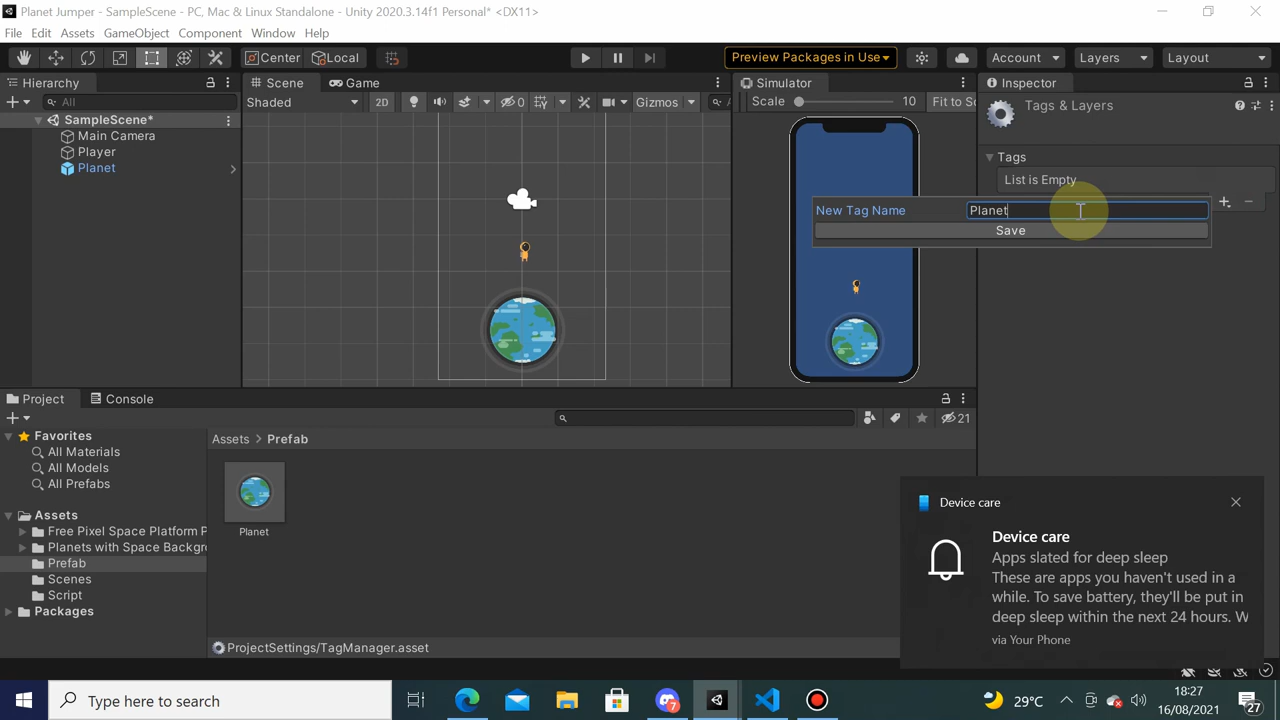 Planet Jumper - SampleScene - PC, Mac & Linux Standalone - Unity 2020.3.14f1 Personal* <DX11>
File Edit Assets GameObject Component Window Help
Center Local Preview Packages in Use Account Layers Layout
Hierarchy Scene Game Simulator Inspector
All Shaded 2D 0 Gizmos Scale 10 Fit to Sc Tags & Layers
SampleScene*
Main Camera
Player
Planet
Tags
List is Empty
New Tag Name Planet
Save
Project Console
21
Favorites
All Materials
All Models
All Prefabs
Assets > Prefab
Planet
Assets
Free Pixel Space Platform P
Planets with Space Backgro
Prefab
Scenes
Script
Packages
ProjectSettings/TagManager.asset
Device care
Device care
Apps slated for deep sleep
These are apps you haven't used in a
while. To save battery, they'll be put in
deep sleep within the next 24 hours. W
via Your Phone
Type here to search
7
29°C
18:27
16/08/2021
27